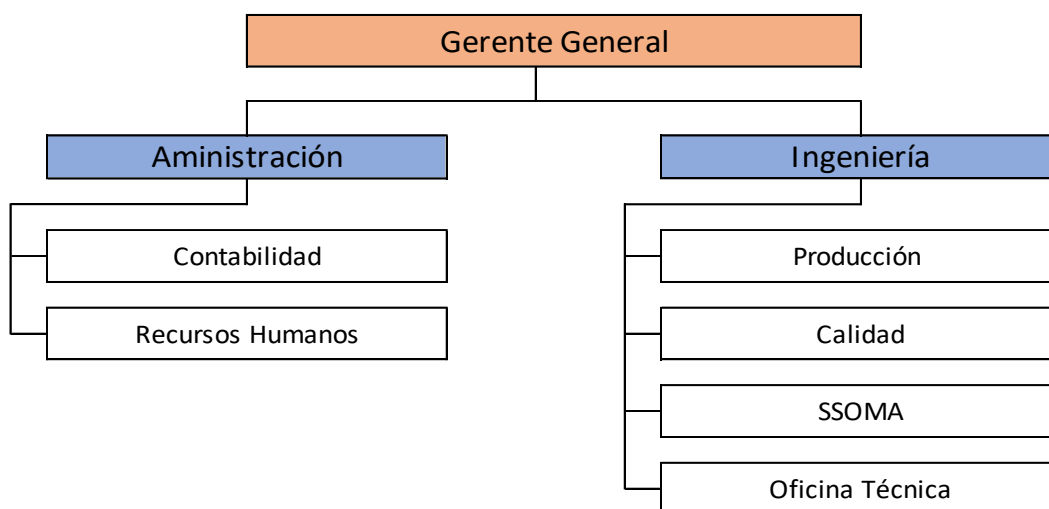 Gerente General
Aministración
Ingeniería
Contabilidad
Producción
Recursos Humanos
Calidad
SSOMA
Oficina Técnica